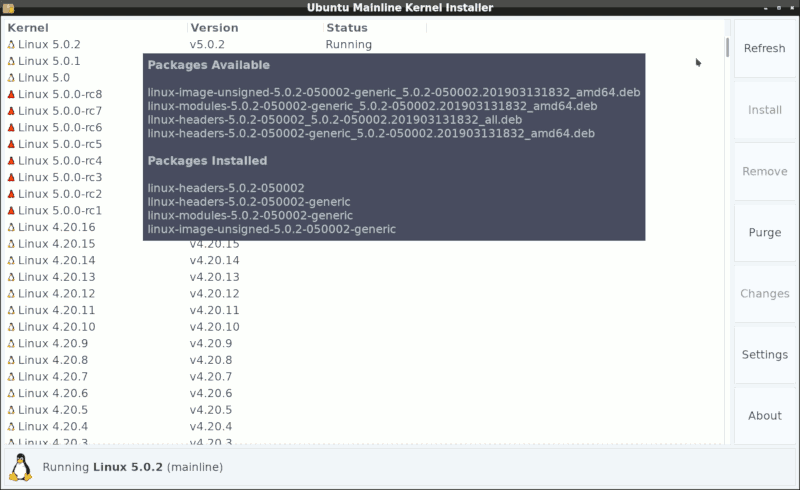 Ubuntu Mainline Kernel Installer
Kernel Version Status
Linux 5.0.2 v5.0.2 Running
Linux 5.0.1
Linux 5.0
Linux 5.0.0-rc8
Linux 5.0.0-rc7
Linux 5.0.0-rc6
Linux 5.0.0-rc5
Linux 5.0.0-rc4
Linux 5.0.0-rc3
Linux 5.0.0-rc2
Linux 5.0.0-rc1
Linux 4.20.16
Linux 4.20.15 v4.20.15
Linux 4.20.14 v4.20.14
Linux 4.20.13 v4.20.13
Linux 4.20.12 v4.20.12
Linux 4.20.11 v4.20.11
Linux 4.20.10 v4.20.10
Linux 4.20.9 v4.20.9
Linux 4.20.8 v4.20.8
Linux 4.20.7 v4.20.7
Linux 4.20.6 v4.20.6
Linux 4.20.5 v4.20.5
Linux 4.20.4 v4.20.4
Linux 4.20.3 v4.20.3
Packages Available
linux-image-unsigned-5.0.2-050002-generic_5.0.2-050002.201903131832_amd64.deb
linux-modules-5.0.2-050002-generic_5.0.2-050002.201903131832_amd64.deb
linux-headers-5.0.2-050002_5.0.2-050002.201903131832_all.deb
linux-headers-5.0.2-050002-generic_5.0.2-050002.201903131832_amd64.deb
Packages Installed
linux-headers-5.0.2-050002
linux-headers-5.0.2-050002-generic
linux-modules-5.0.2-050002-generic
linux-image-unsigned-5.0.2-050002-generic
Refresh
Install
Remove
Purge
Changes
Settings
About
Running Linux 5.0.2 (mainline)